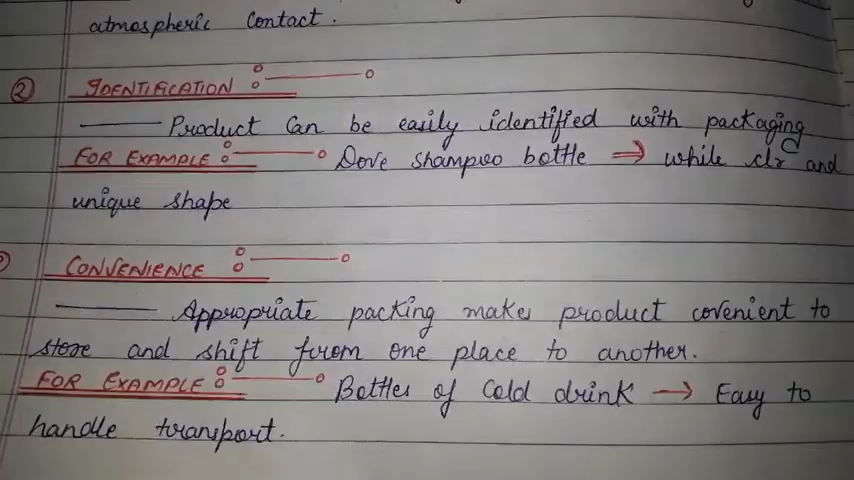 atmospheric Contact.
② IDENTIFICATION
Product Can be easily identified with packaging
FOR EXAMPLE Dove shampoo bottle ⇒ while clr and
unique shape
CONVENIENCE
Appropriate packing makes product covenient to
store and shift from one place to another.
FOR EXAMPLE Bottles of Cold drink → Easy to
handle transport.